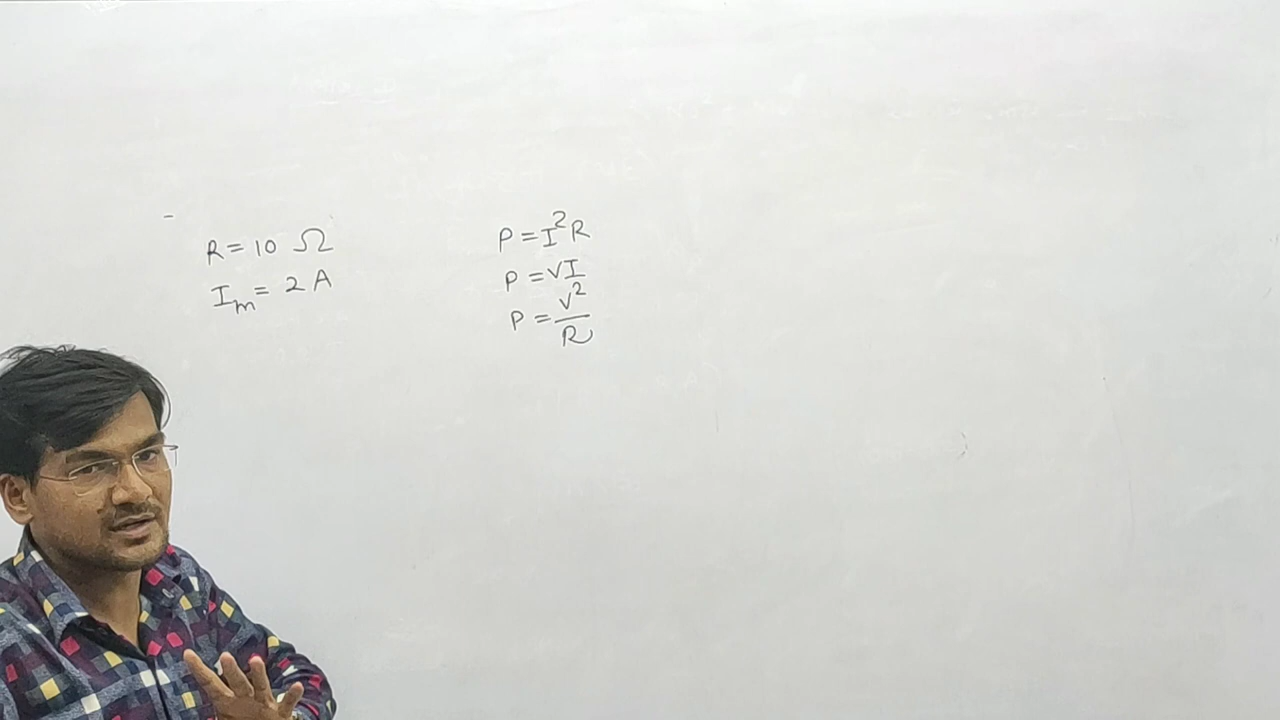 R = 10 Ω
Iₘ = 2 A
P = I²R
P = VI
P = V²/R